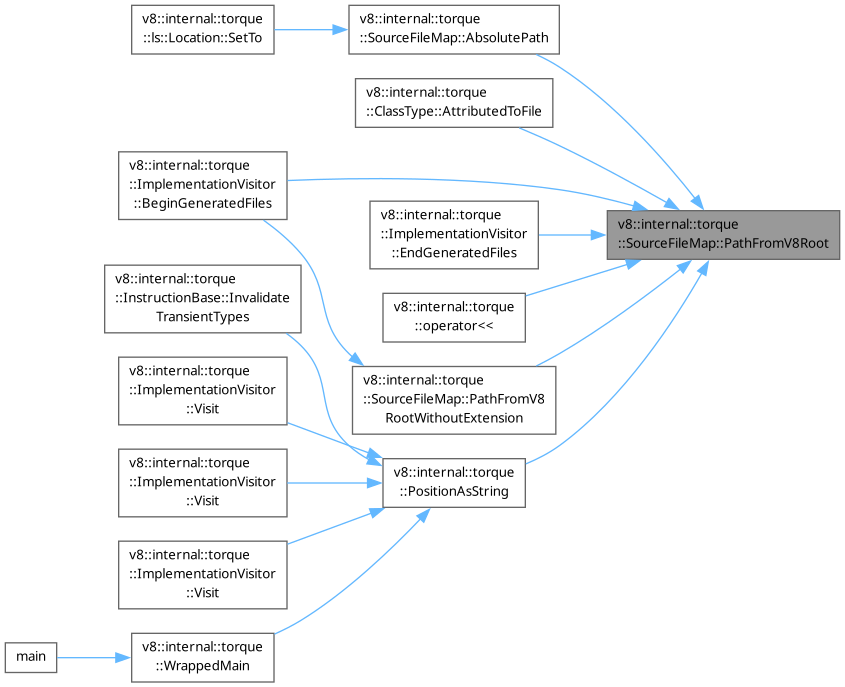 v8::internal::torque
::ls::Location::SetTo
v8::internal::torque
::SourceFileMap::AbsolutePath
v8::internal::torque
::ClassType::AttributedToFile
v8::internal::torque
::ImplementationVisitor
::BeginGeneratedFiles
v8::internal::torque
::ImplementationVisitor
::EndGeneratedFiles
v8::internal::torque
::SourceFileMap::PathFromV8Root
v8::internal::torque
::InstructionBase::Invalidate
TransientTypes
v8::internal::torque
::operator<<
v8::internal::torque
::ImplementationVisitor
::Visit
v8::internal::torque
::SourceFileMap::PathFromV8
RootWithoutExtension
v8::internal::torque
::ImplementationVisitor
::Visit
v8::internal::torque
::PositionAsString
v8::internal::torque
::ImplementationVisitor
::Visit
main
v8::internal::torque
::WrappedMain